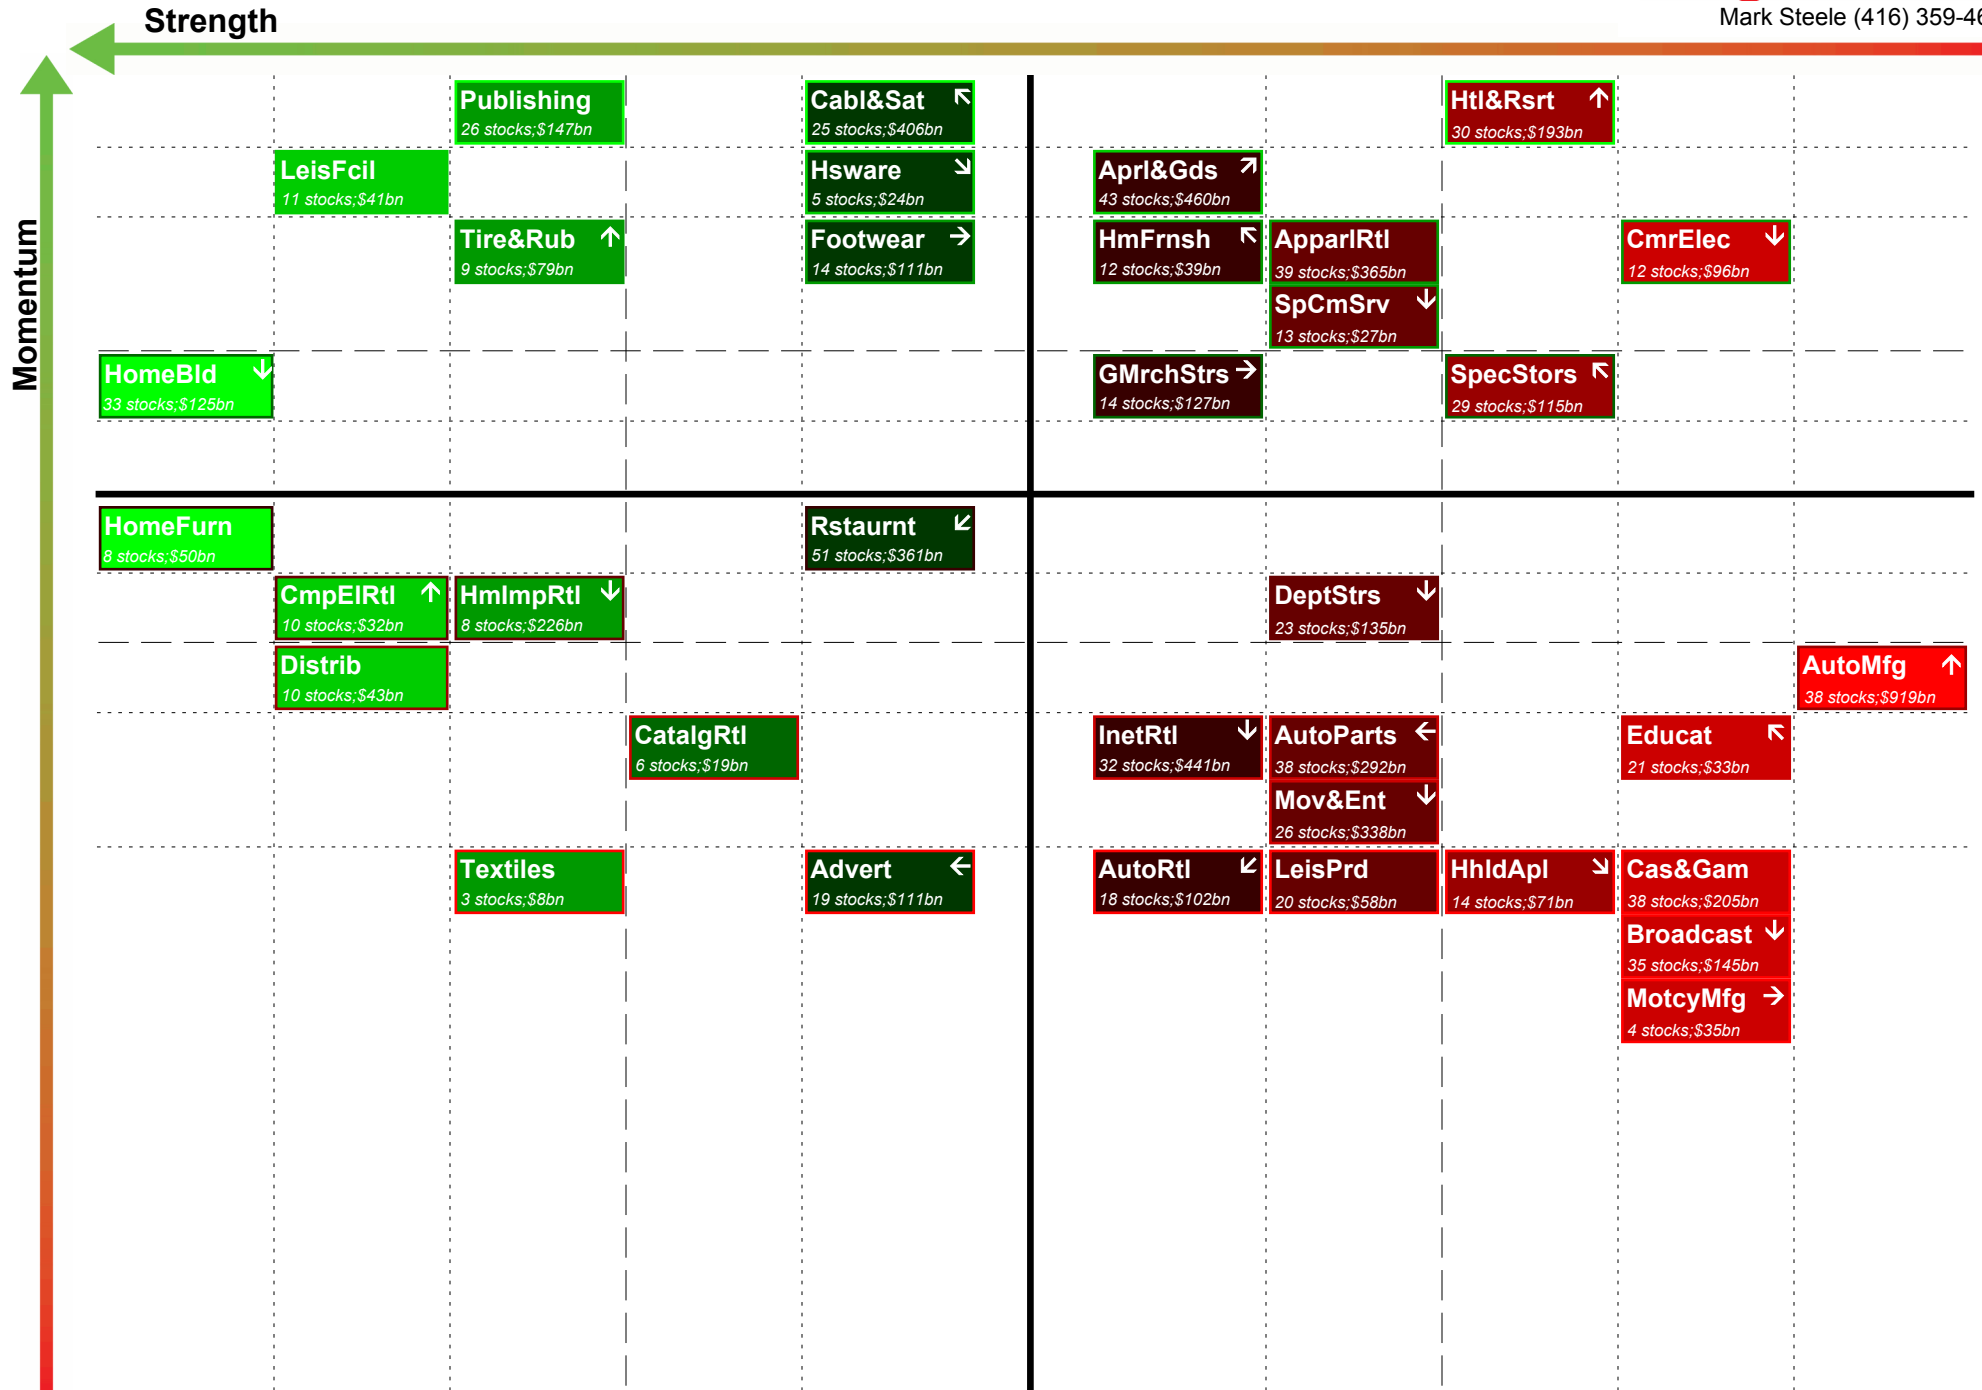 Strength
Mark Steele (416) 359-46
Momentum
Publishing
26 stocks;$147bn
Cabl&Sat
25 stocks;$406bn
Htl&Rsrt
30 stocks;$193bn
LeisFcil
11 stocks;$41bn
Hsware
5 stocks;$24bn
Aprl&Gds
43 stocks;$460bn
Tire&Rub
9 stocks;$79bn
Footwear
14 stocks;$111bn
HmFrnsh
12 stocks;$39bn
ApparlRtl
39 stocks;$365bn
CmrElec
12 stocks;$96bn
SpCmSrv
13 stocks;$27bn
HomeBld
33 stocks;$125bn
GMrchStrs
14 stocks;$127bn
SpecStors
29 stocks;$115bn
HomeFurn
8 stocks;$50bn
Rstaurnt
51 stocks;$361bn
CmpElRtl
10 stocks;$32bn
HmImpRtl
8 stocks;$226bn
DeptStrs
23 stocks;$135bn
Distrib
10 stocks;$43bn
AutoMfg
38 stocks;$919bn
CatalgRtl
6 stocks;$19bn
InetRtl
32 stocks;$441bn
AutoParts
38 stocks;$292bn
Educat
21 stocks;$33bn
Mov&Ent
26 stocks;$338bn
Textiles
3 stocks;$8bn
Advert
19 stocks;$111bn
AutoRtl
18 stocks;$102bn
LeisPrd
20 stocks;$58bn
HhldApl
14 stocks;$71bn
Cas&Gam
38 stocks;$205bn
Broadcast
35 stocks;$145bn
MotcyMfg
4 stocks;$35bn